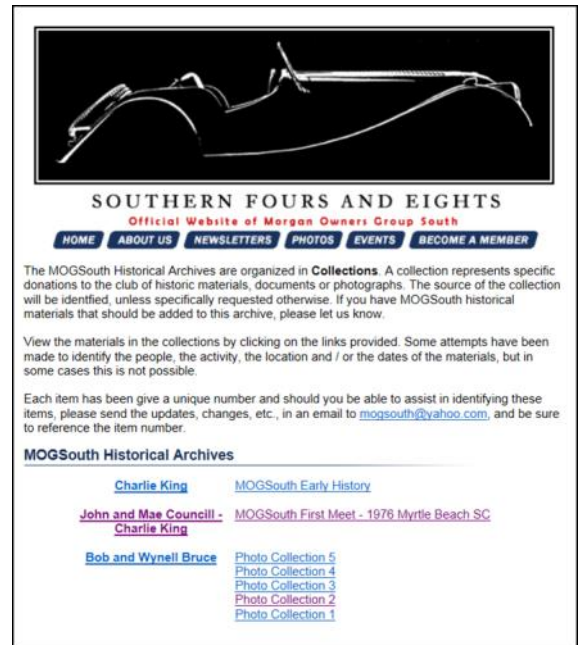 SOUTHERN FOURS AND EIGHTS
Official Website of Morgan Owners Group South
HOME ABOUT US NEWSLETTERS PHOTOS EVENTS BECOME A MEMBER
The MOGSouth Historical Archives are organized in Collections. A collection represents specific
donations to the club of historic materials, documents or photographs. The source of the collection
will be identfied, unless specifically requested otherwise. If you have MOGSouth historical
materials that should be added to this archive, please let us know.
View the materials in the collections by clicking on the links provided. Some attempts have been
made to identify the people, the activity, the location and / or the dates of the materials, but in
some cases this is not possible.
Each item has been give a unique number and should you be able to assist in identifying these
items, please send the updates, changes, etc., in an email to mogsouth@yahoo.com, and be sure
to reference the item number.
MOGSouth Historical Archives
Charlie King MOGSouth Early History
John and Mae Councill - MOGSouth First Meet - 1976 Myrtle Beach SC
Charlie King
Bob and Wynell Bruce Photo Collection 5
Photo Collection 4
Photo Collection 3
Photo Collection 2
Photo Collection 1